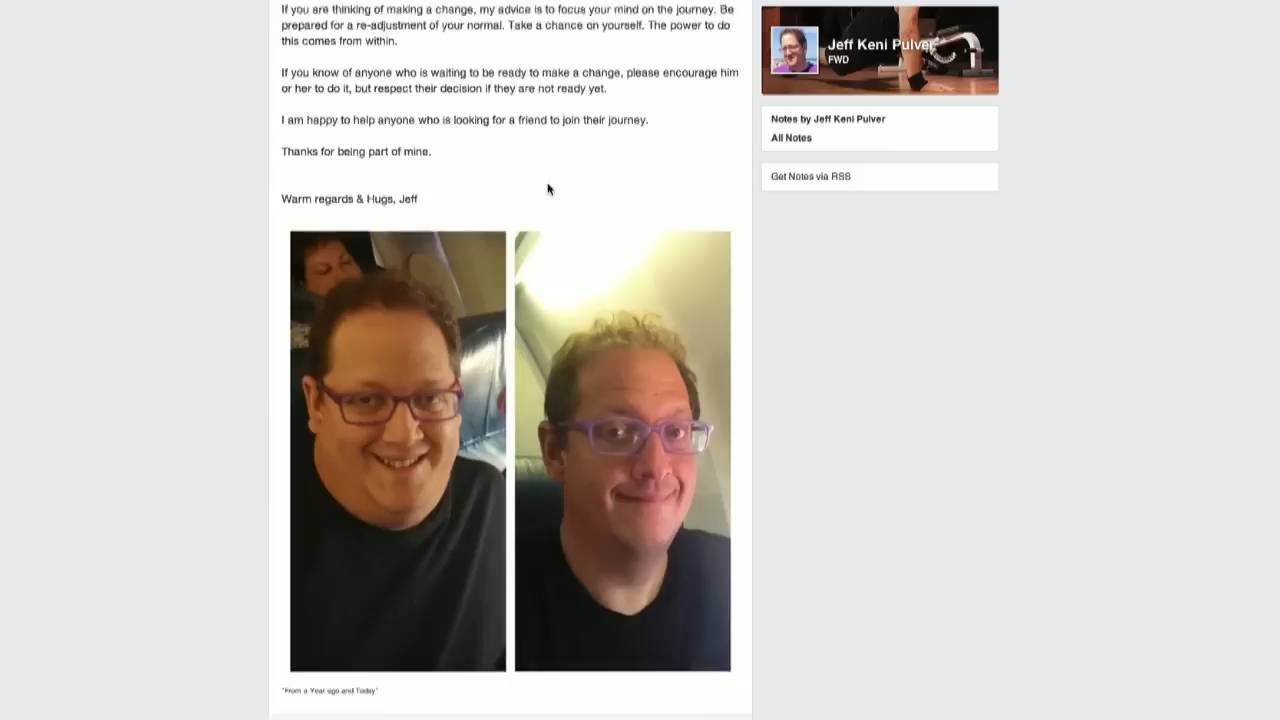 If you are thinking of making a change, my advice is to focus your mind on the journey. Be
prepared for a re-adjustment of your normal. Take a chance on yourself. The power to do
this comes from within.
If you know of anyone who is waiting to be ready to make a change, please encourage him
or her to do it, but respect their decision if they are not ready yet.
I am happy to help anyone who is looking for a friend to join their journey.
Thanks for being part of mine.
Warm regards & Hugs, Jeff
"From a Year ago and Today"
Jeff Keni Pulver
FWD
Notes by Jeff Keni Pulver
All Notes
Get Notes via RSS